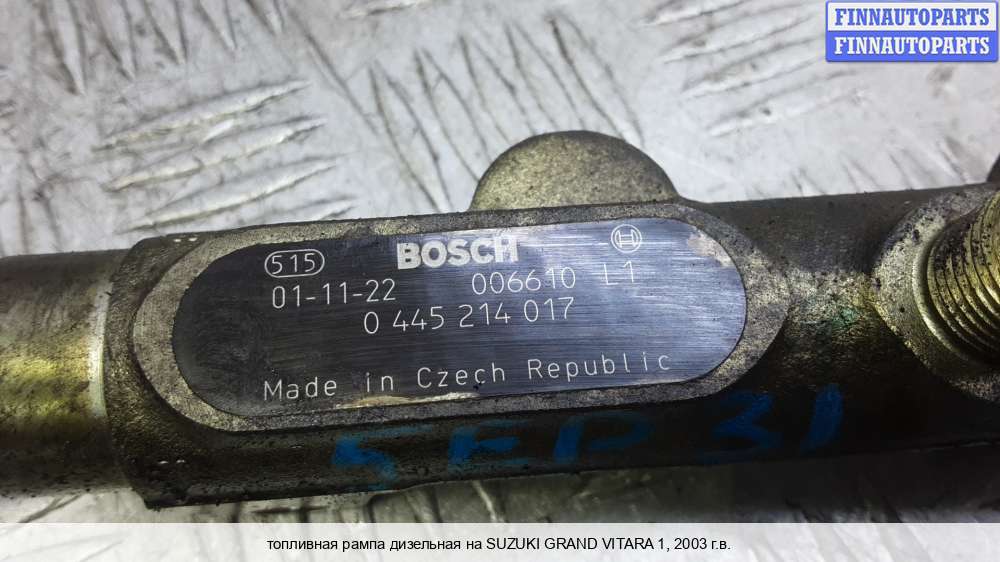 FINNAUTOPARTS
FINNAUTOPARTS
515
BOSCH
01-11-22 006610 L1
0 445 214 017
Made in Czech Republic
топливная рампа дизельная на SUZUKI GRAND VITARA 1, 2003 г.в.